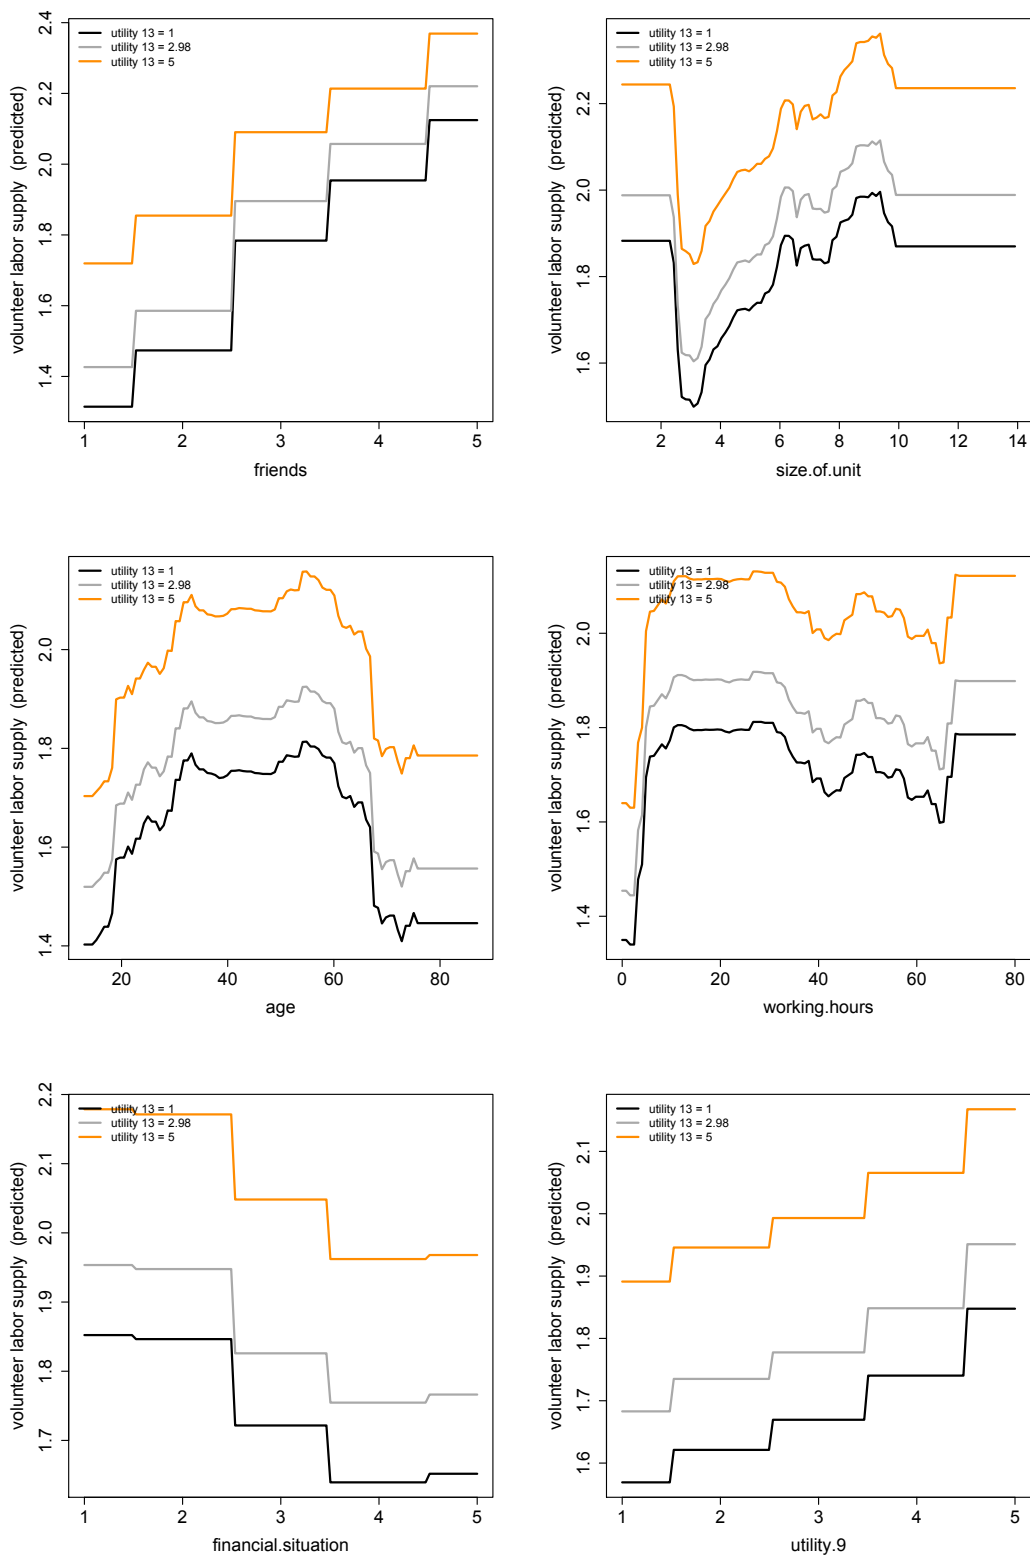 utility 13 = 1
utility 13 = 2.98
utility 13 = 5
volunteer labor supply  (predicted)
1.4 1.6 1.8 2.0 2.2 2.4
1 2 3 4 5
friends
utility 13 = 1
utility 13 = 2.98
utility 13 = 5
volunteer labor supply  (predicted)
1.6 1.8 2.0 2.2
2 4 6 8 10 12 14
size.of.unit
utility 13 = 1
utility 13 = 2.98
utility 13 = 5
volunteer labor supply  (predicted)
1.4 1.6 1.8 2.0
20 40 60 80
age
utility 13 = 1
utility 13 = 2.98
utility 13 = 5
volunteer labor supply  (predicted)
1.4 1.6 1.8 2.0
0 20 40 60 80
working.hours
utility 13 = 1
utility 13 = 2.98
utility 13 = 5
volunteer labor supply  (predicted)
1.7 1.8 1.9 2.0 2.1 2.2
1 2 3 4 5
financial.situation
utility 13 = 1
utility 13 = 2.98
utility 13 = 5
volunteer labor supply  (predicted)
1.6 1.7 1.8 1.9 2.0 2.1
1 2 3 4 5
utility.9